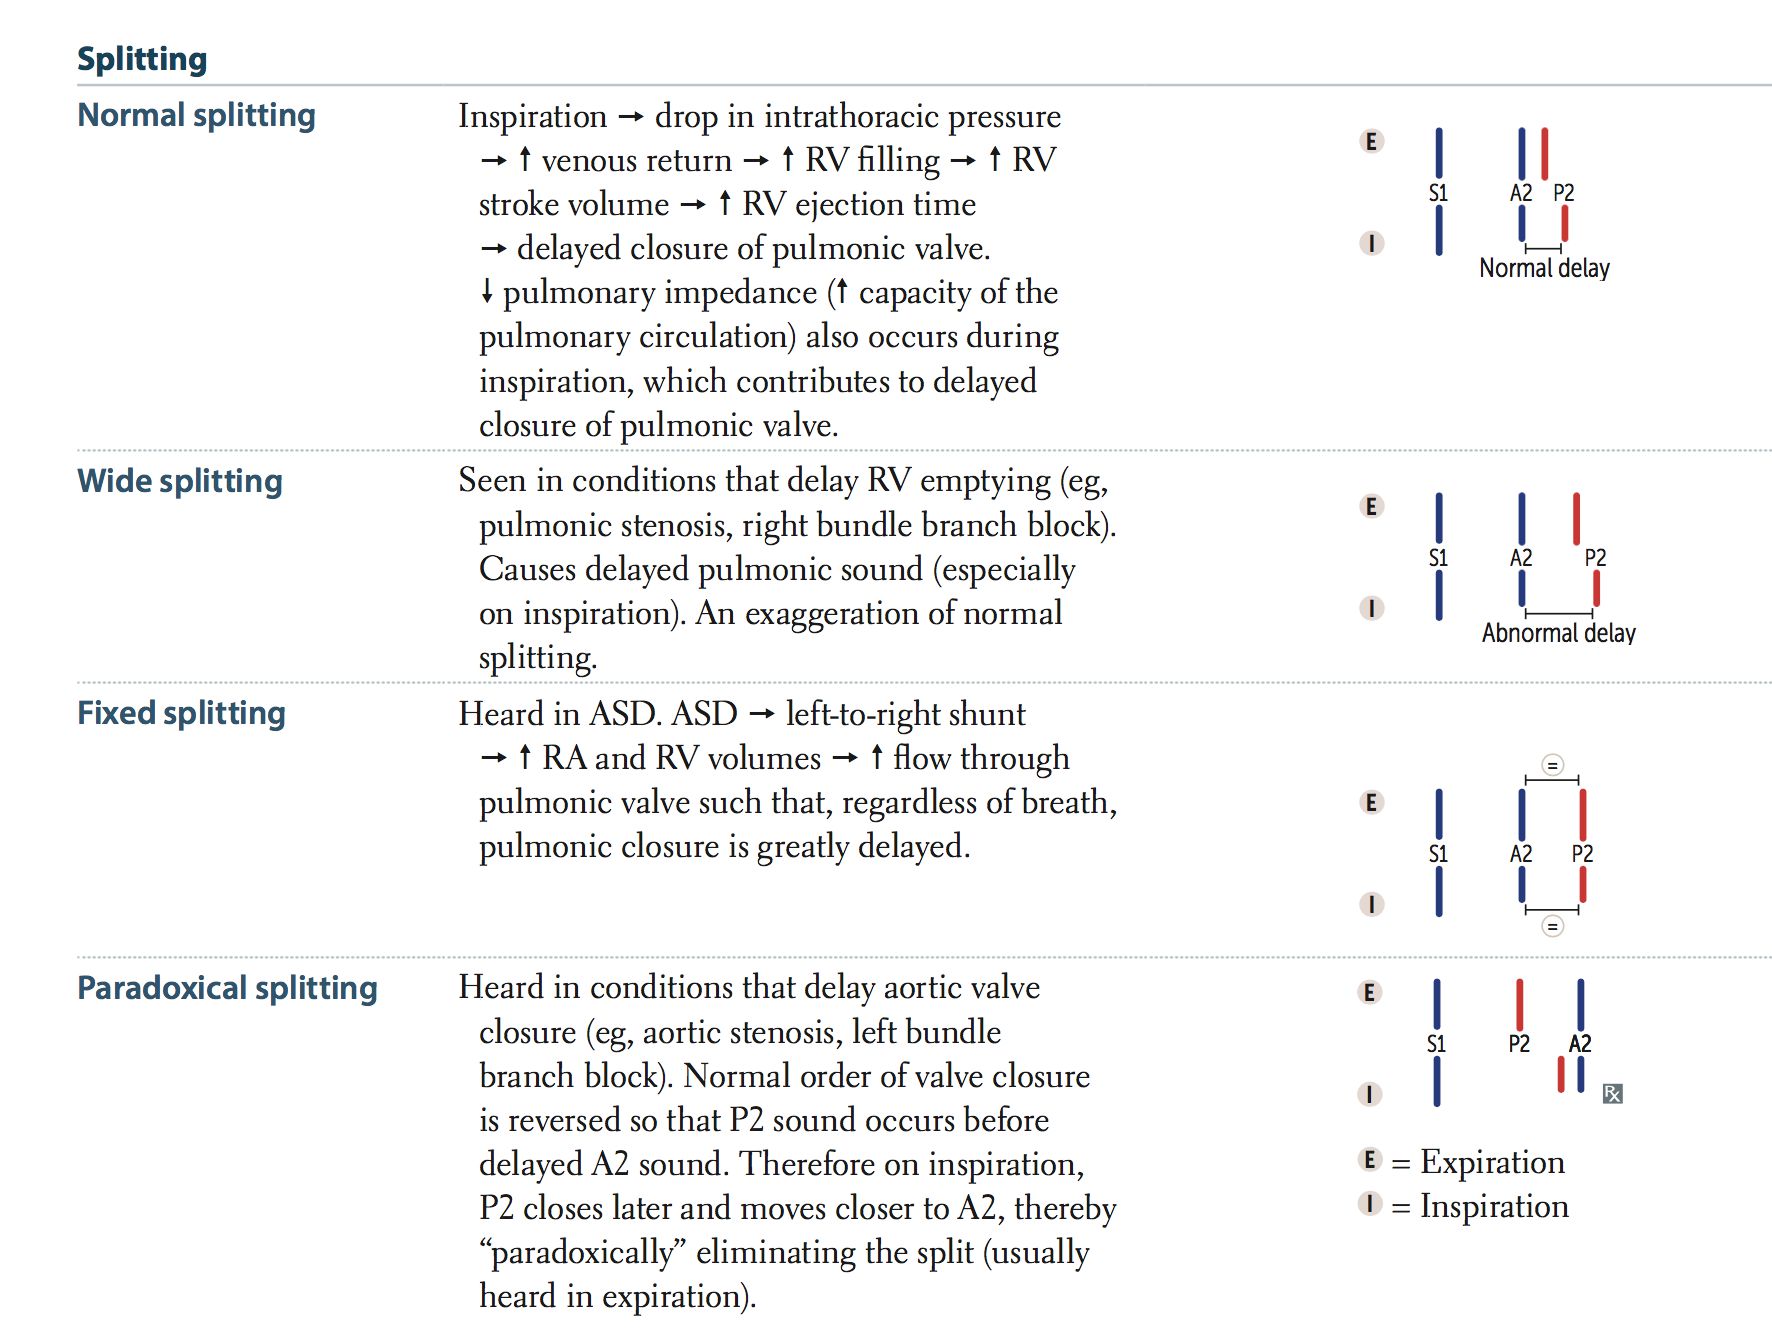 Splitting
Normal splitting
Inspiration → drop in intrathoracic pressure
→ ↑ venous return → ↑ RV filling → ↑ RV
stroke volume → ↑ RV ejection time
→ delayed closure of pulmonic valve.
↓ pulmonary impedance (↑ capacity of the
pulmonary circulation) also occurs during
inspiration, which contributes to delayed
closure of pulmonic valve.
E
S1 A2 P2
I
Normal delay
Wide splitting
Seen in conditions that delay RV emptying (eg,
pulmonic stenosis, right bundle branch block).
Causes delayed pulmonic sound (especially
on inspiration). An exaggeration of normal
splitting.
E
S1 A2 P2
I
Abnormal delay
Fixed splitting
Heard in ASD. ASD → left-to-right shunt
→ ↑ RA and RV volumes → ↑ flow through
pulmonic valve such that, regardless of breath,
pulmonic closure is greatly delayed.
=
E
S1 A2 P2
I
=
Paradoxical splitting
Heard in conditions that delay aortic valve
closure (eg, aortic stenosis, left bundle
branch block). Normal order of valve closure
is reversed so that P2 sound occurs before
delayed A2 sound. Therefore on inspiration,
P2 closes later and moves closer to A2, thereby
“paradoxically” eliminating the split (usually
heard in expiration).
E
S1 P2 A2
I
℞
E = Expiration
I = Inspiration